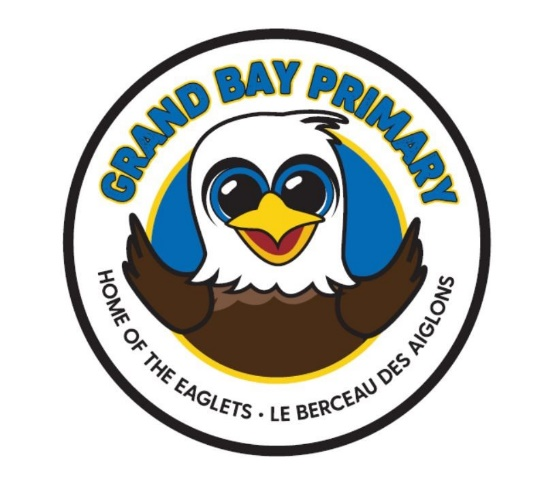 GRAND BAY PRIMARY
HOME OF THE EAGLETS • LE BERCEAU DES AIGLONS